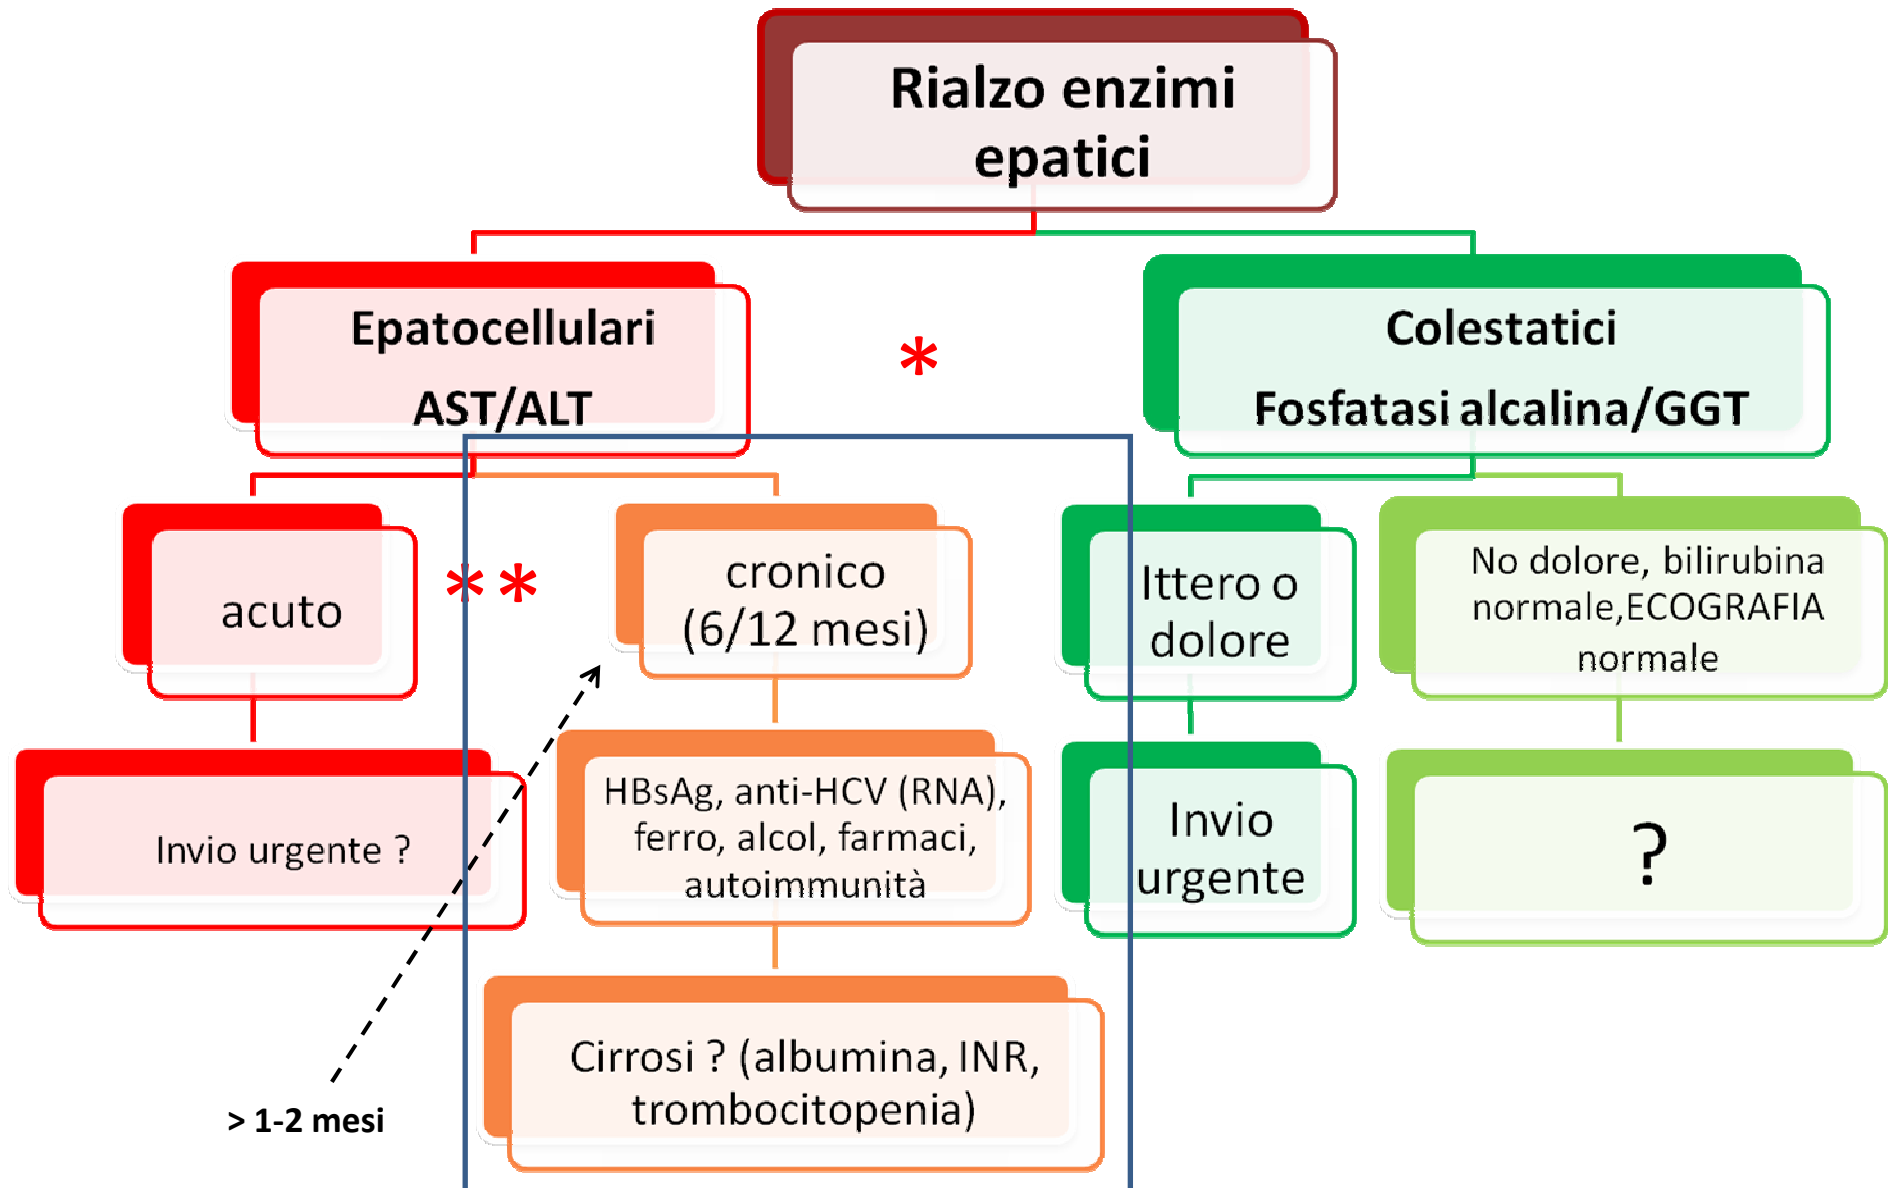 Rialzo enzimi
epatici
Epatocellulari
AST/ALT
*
Colestatici
Fosfatasi alcalina/GGT
acuto
**
cronico
(6/12 mesi)
Ittero o
dolore
No dolore, bilirubina
normale,ECOGRAFIA
normale
Invio urgente ?
HBsAg, anti-HCV (RNA),
ferro, alcol, farmaci,
autoimmunità
Invio
urgente
?
Cirrosi ? (albumina, INR,
trombocitopenia)
> 1-2 mesi